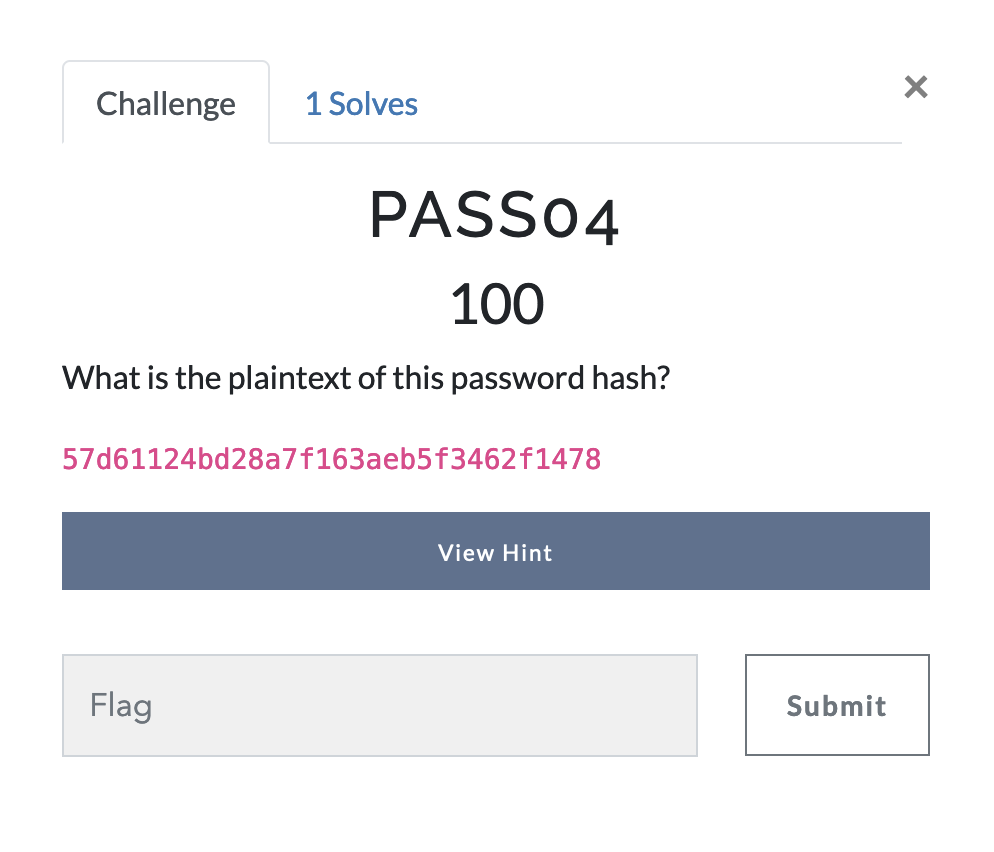 Challenge
1 Solves
×
PASS04
100
What is the plaintext of this password hash?
57d61124bd28a7f163aeb5f3462f1478
View Hint
Flag
Submit